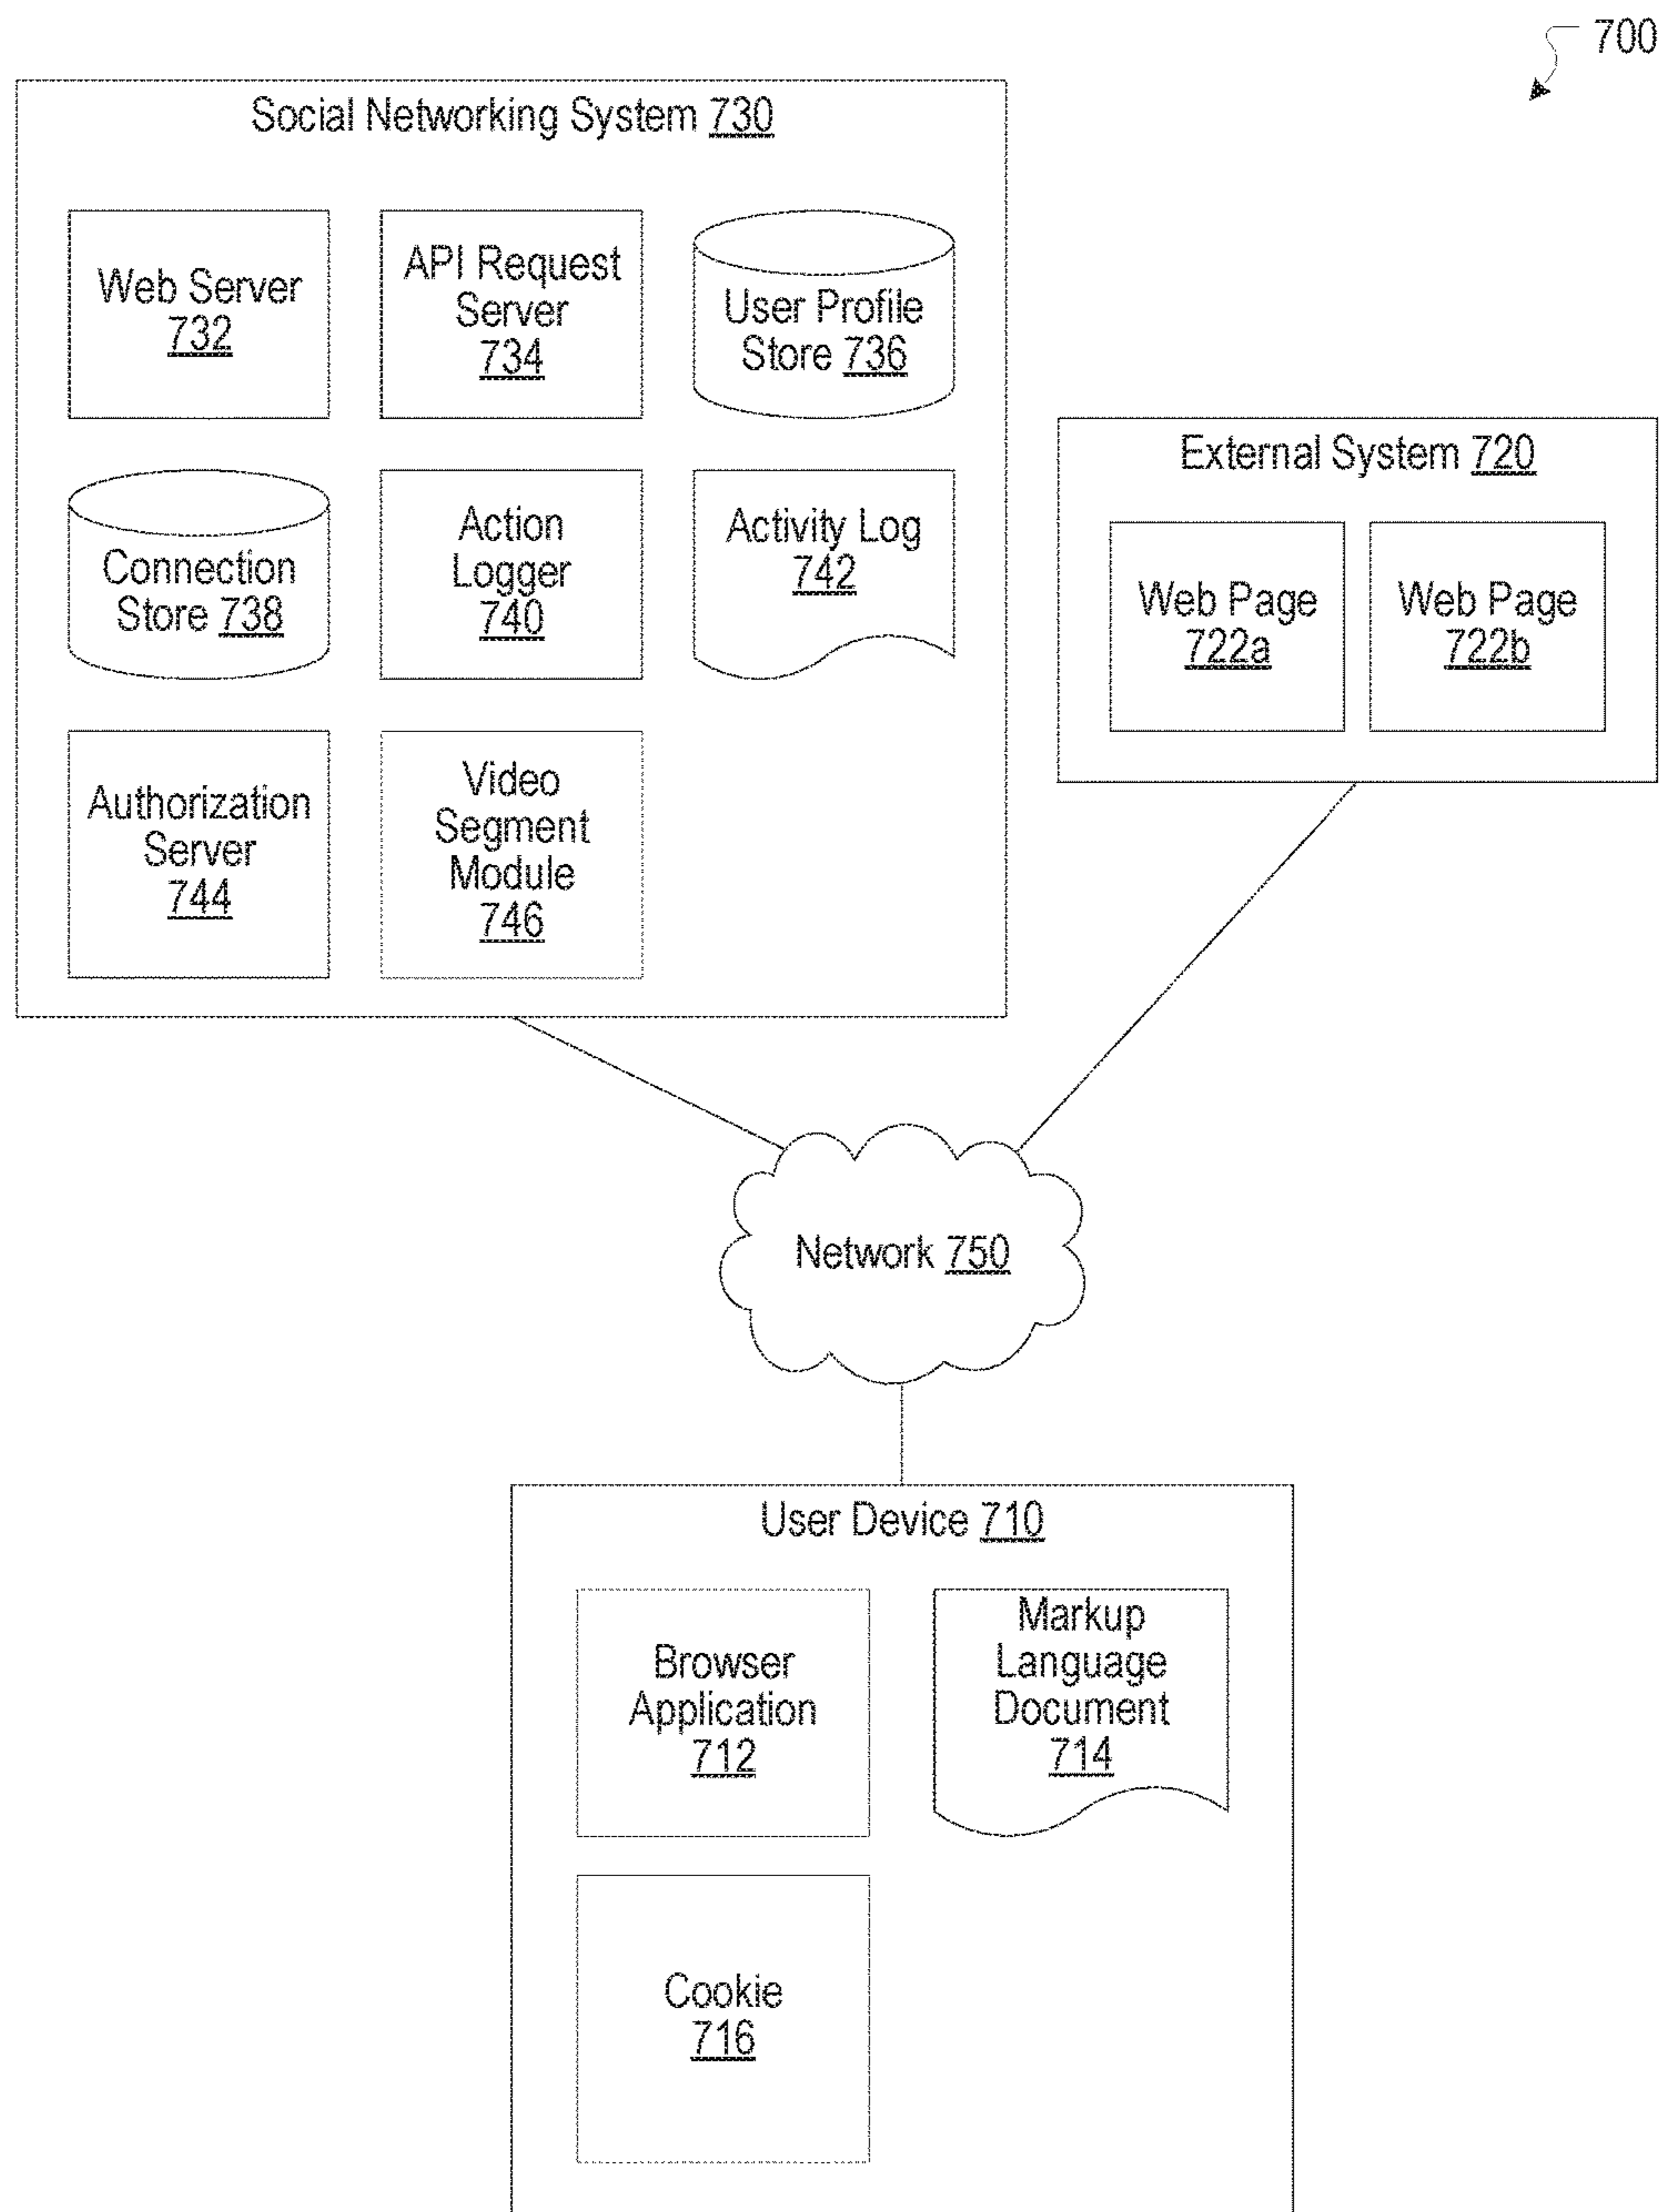 700
Social Networking System 730
Web Server
732
API Request
Server
734
User Profile
Store 736
Connection
Store 738
Action
Logger
740
Activity Log
742
Authorization
Server
744
Video
Segment
Module
746
External System 720
Web Page
722a
Web Page
722b
Network 750
User Device 710
Browser
Application
712
Markup
Language
Document
714
Cookie
716